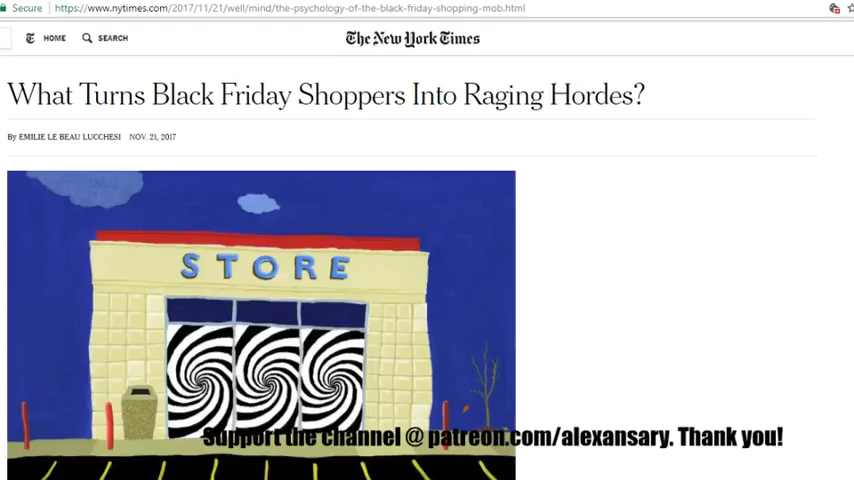 Secure https://www.nytimes.com/2017/11/21/well/mind/the-psychology-of-the-black-friday-shopping-mob.html
HOME SEARCH The New York Times
What Turns Black Friday Shoppers Into Raging Hordes?
By EMILIE LE BEAU LUCCHESI NOV. 21, 2017
STORE
Support the channel @ patreon.com/alexansary. Thank you!